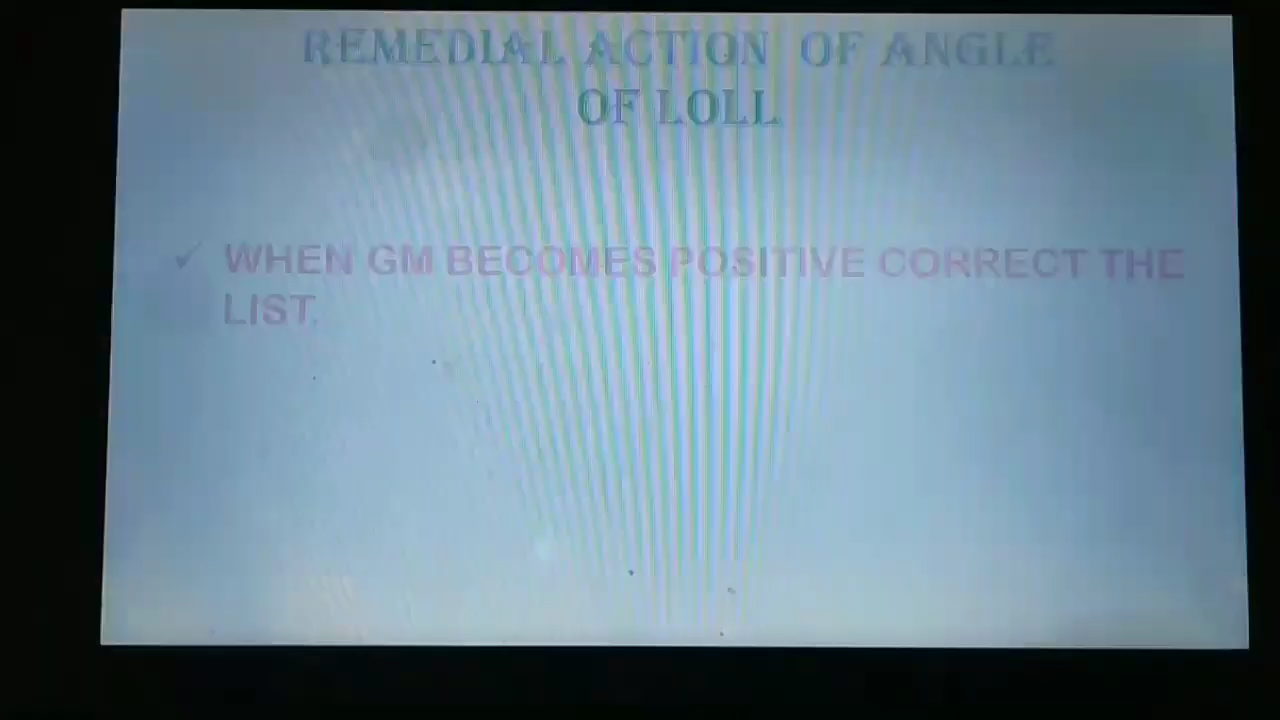 REMEDIAL ACTION OF ANGLE
OF LOLL
✓ WHEN GM BECOMES POSITIVE CORRECT THE
LIST.